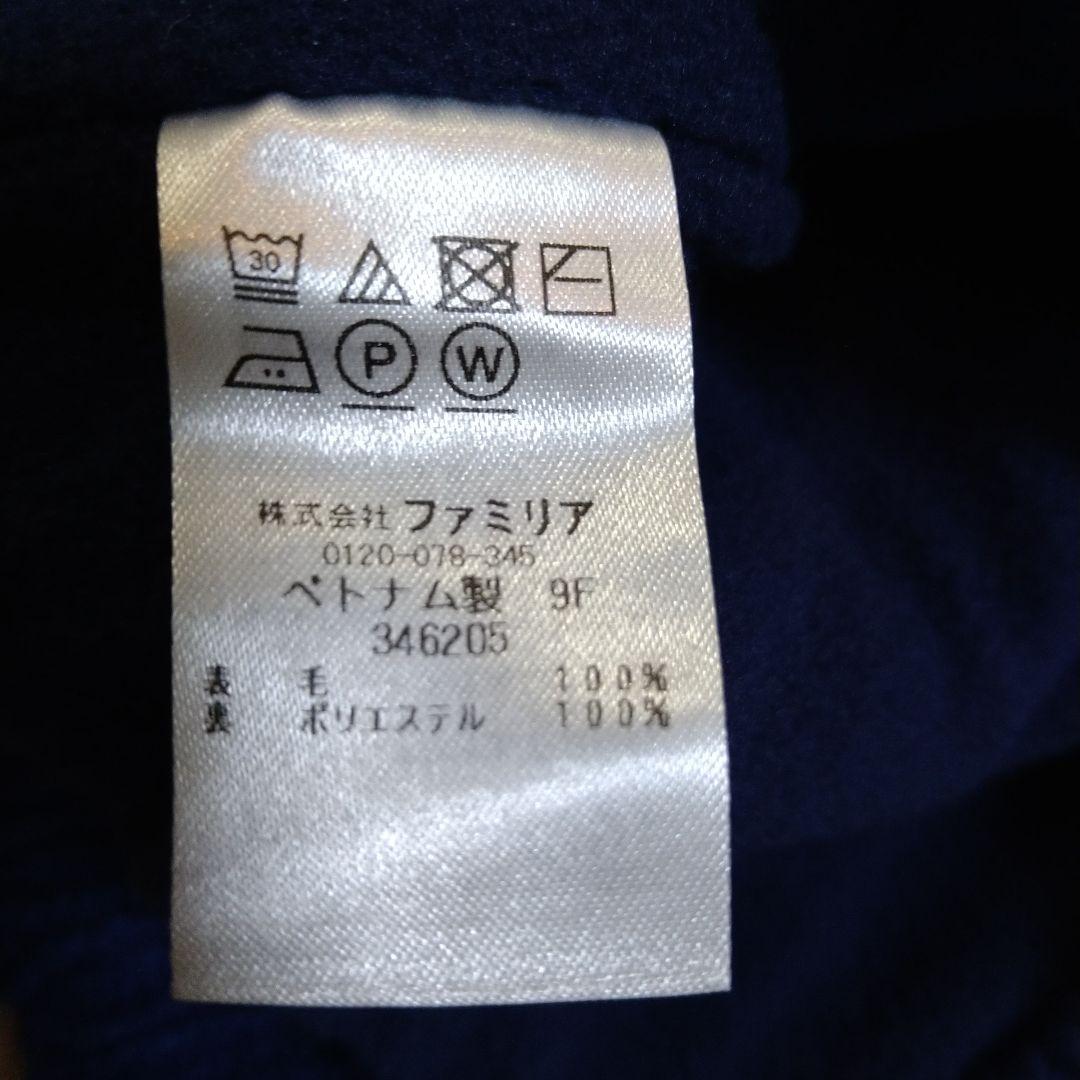 30
P W
株式会社 ファミリア
0120-078-345
ベトナム製 9F
346205
表 毛 100%
裏 ポリエステル 100%